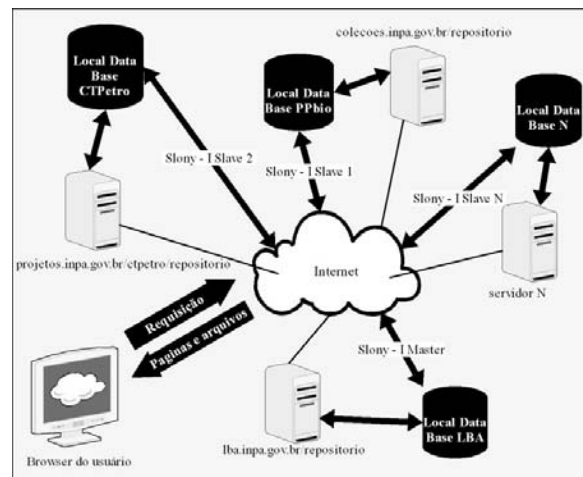 colecoes.inpa.gov.br/repositorio
Local Data
Base
CTPetro
Local Data
Base PPbio
Local Data
Base N
Slony - I Slave 2
Slony - I Slave 1
Slony - I Slave N
projetos.inpa.gov.br/ctpetro/repositorio
Internet
servidor N
Requisição
Paginas e arquivos
Slony - I Master
Local Data
Base LBA
lba.inpa.gov.br/repositorio
Browser do usuário